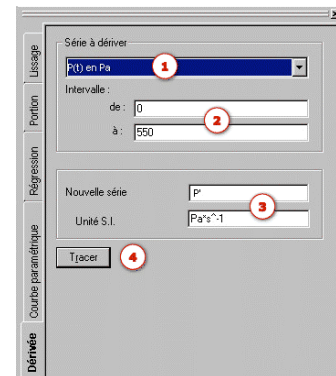 Lissage
Portion
Régression
Courbe paramétrique
Dérivée
Série à dériver
P(t) en Pa
1
Intervalle :
de : 0
2
à : 550
Nouvelle série P'
3
Unité S.I. Pa*s^-1
Tracer
4